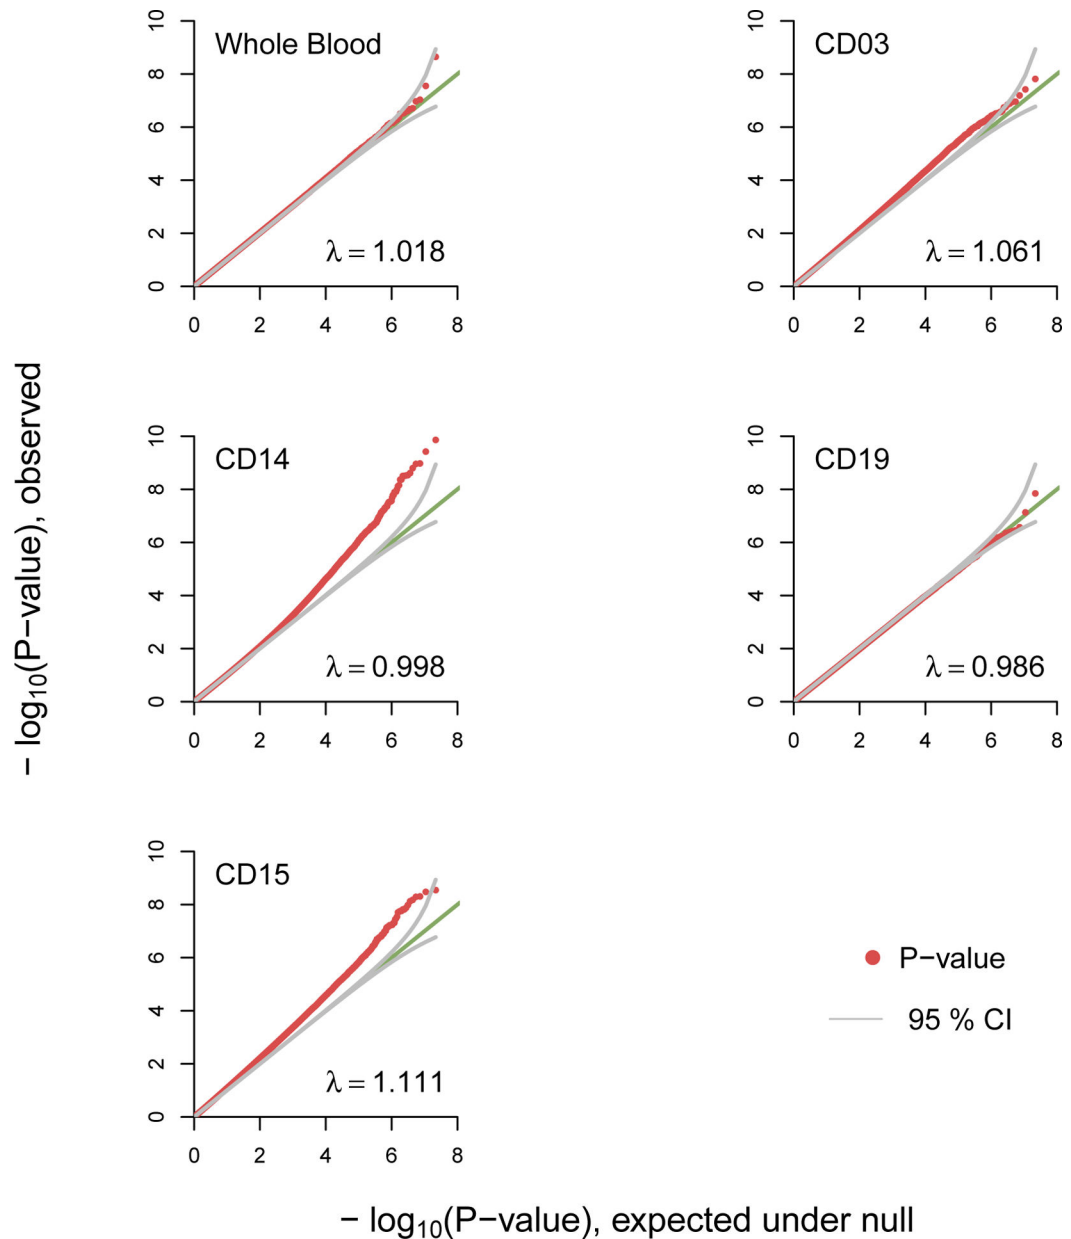 Whole Blood
10
8
6
4
2
0
λ = 1.018
0 2 4 6 8
CD03
10
8
6
4
2
0
λ = 1.061
0 2 4 6 8
− log10(P−value), observed
CD14
10
8
6
4
2
0
λ = 0.998
0 2 4 6 8
CD19
10
8
6
4
2
0
λ = 0.986
0 2 4 6 8
CD15
10
8
6
4
2
0
λ = 1.111
0 2 4 6 8
P−value
95 % CI
− log10(P−value), expected under null